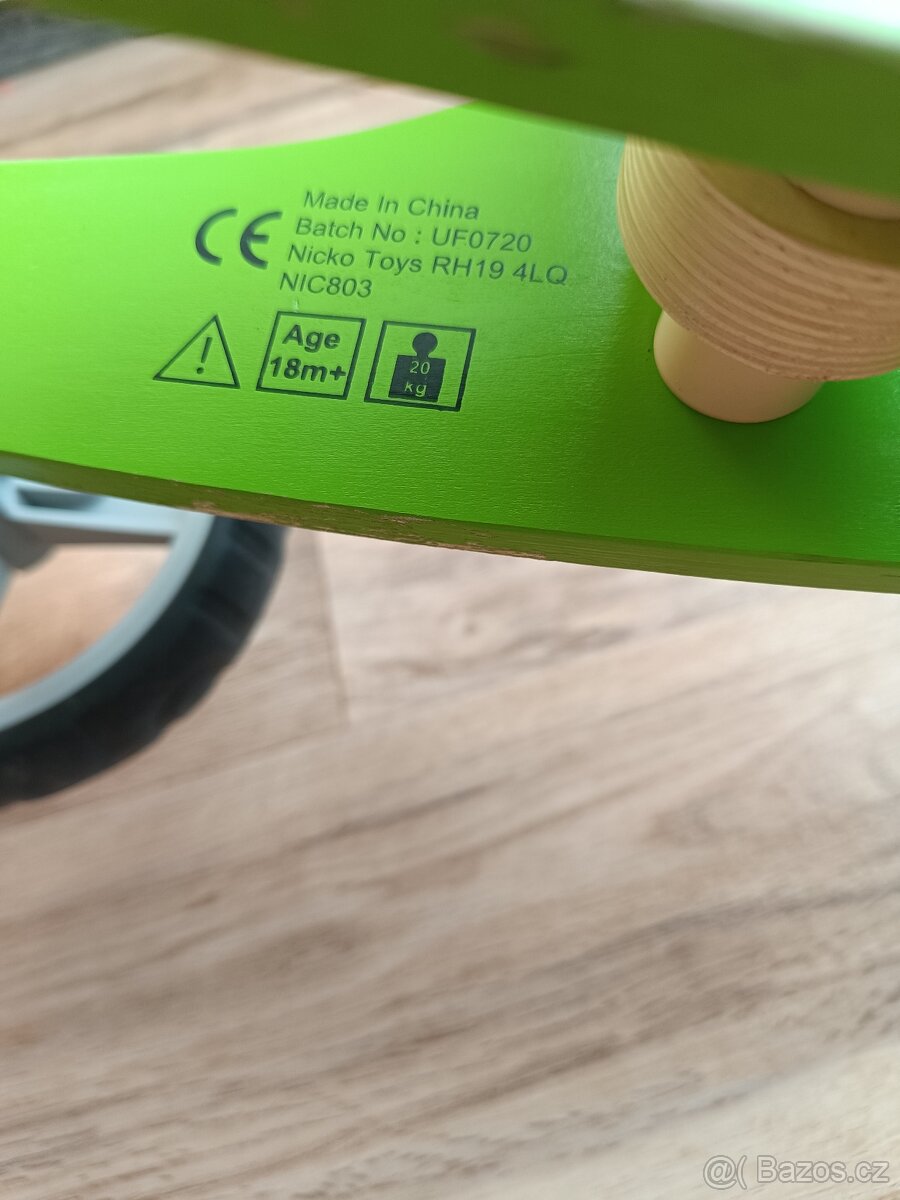 CE
Made In China
Batch No : UF0720
Nicko Toys RH19 4LQ
NIC803
!
Age
18m+
20
kg
@( Bazos.cz